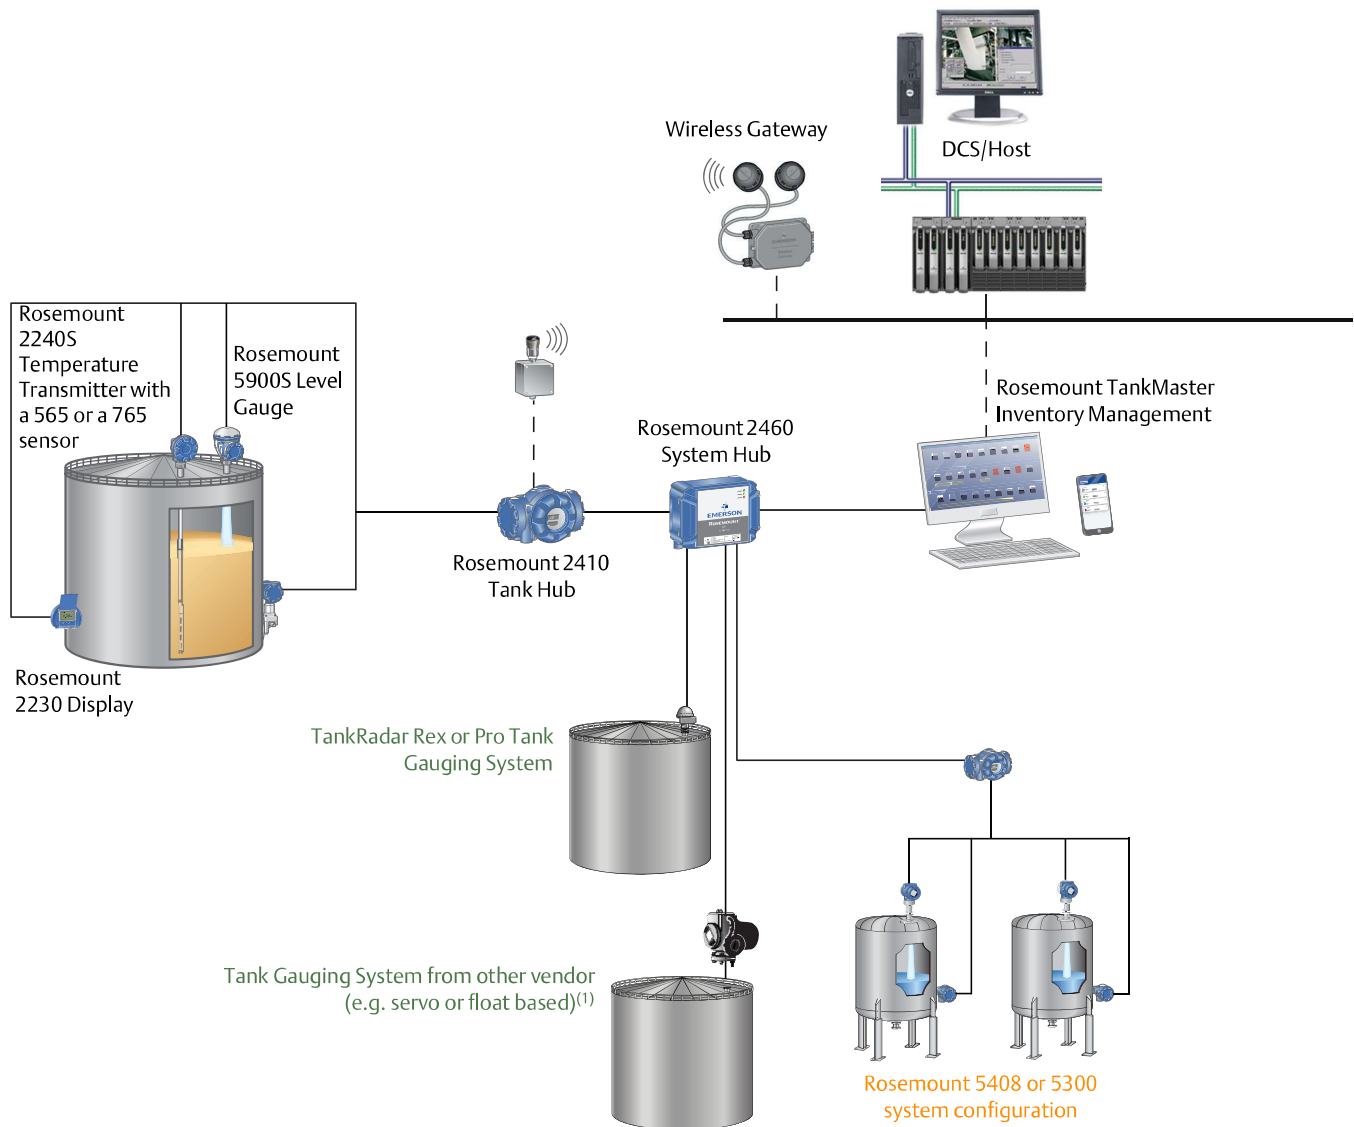 Wireless Gateway
DCS/Host
EMERSON
Rosemount
2240S
Temperature
Transmitter with
a 565 or a 765
sensor
Rosemount
5900S Level
Gauge
Rosemount TankMaster
Inventory Management
Rosemount 2460
System Hub
EMERSON
ROSEMOUNT
Rosemount 2410
Tank Hub
Rosemount
2230 Display
TankRadar Rex or Pro Tank
Gauging System
Tank Gauging System from other vendor
(e.g. servo or float based)(1)
Rosemount 5408 or 5300
system configuration